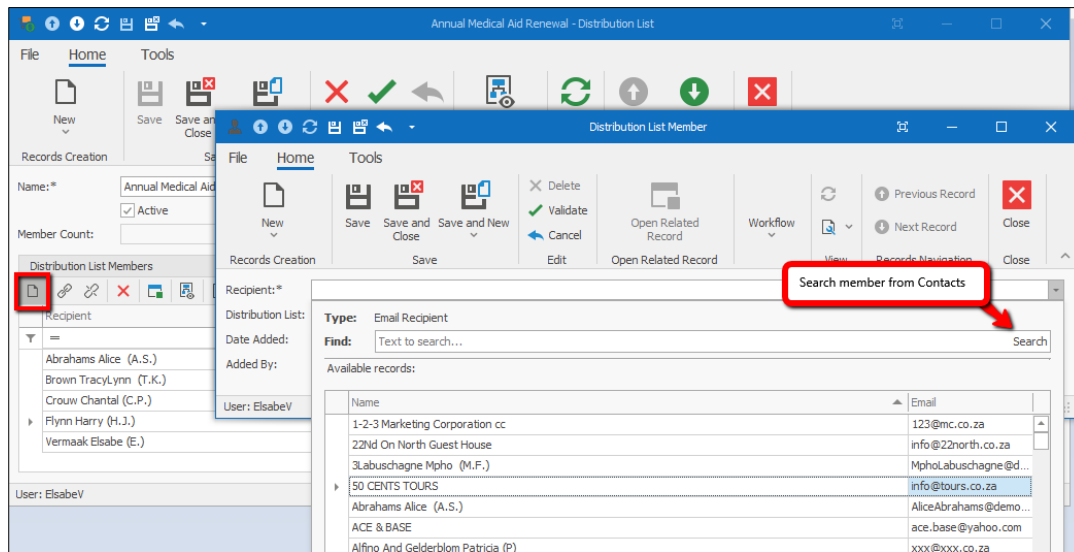 Annual Medical Aid Renewal - Distribution List
File Home Tools
New
Save
Save an
Close
Records Creation
Sa
Name:* Annual Medical Aid
Active
Member Count:
Distribution List Members
Recipient
=
Abrahams Alice (A.S.)
Brown TracyLynn (T.K.)
Crouw Chantal (C.P.)
Flynn Harry (H.J.)
Vermaak Elsabe (E.)
User: ElsabeV
Distribution List Member
File Home Tools
New
Save
Save and
Close
Save and New
Delete
Validate
Cancel
Open Related
Record
Workflow
Previous Record
Next Record
Close
Records Creation Save Edit Open Related Record View Records Navigation Close
Search member from Contacts
Recipient:*
Distribution List:
Date Added:
Added By:
User: ElsabeV
Type: Email Recipient
Find: Text to search... Search
Available records:
Name Email
1-2-3 Marketing Corporation cc 123@mc.co.za
22Nd On North Guest House info@22north.co.za
3Labuschagne Mpho (M.F.) MphoLabuschagne@d...
50 CENTS TOURS info@tours.co.za
Abrahams Alice (A.S.) AliceAbrahams@demo...
ACE & BASE ace.base@yahoo.com
Alfino And Gelderblom Patricia (P) xxx@xxx.co.za